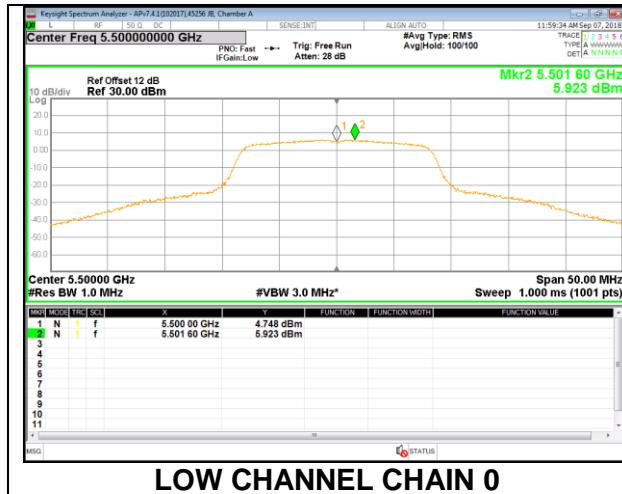 Keysight Spectrum Analyzer - APv7.4.1(102017),45256 JB, Chamber A
L RF 50 Ω DC SENSE:INT ALIGN AUTO 11:59:34 AM Sep 07, 2018
Center Freq 5.500000000 GHz #Avg Type: RMS TRACE 1 2 3 4 5 6
PNO: Fast Trig: Free Run Avg|Hold: 100/100 TYPE A WWWWW
IFGain:Low Atten: 28 dB DET A NNNNN
Mkr2 5.501 60 GHz
5.923 dBm
Ref Offset 12 dB
10 dB/div Ref 30.00 dBm
Log
20.0
10.0
0.00
-10.0
-20.0
-30.0
-40.0
-50.0
-60.0
1 2
Center 5.50000 GHz Span 50.00 MHz
#Res BW 1.0 MHz #VBW 3.0 MHz* Sweep 1.000 ms (1001 pts)
MKR MODE TRC SCL X Y FUNCTION FUNCTION WIDTH FUNCTION VALUE
1 N 1 f 5.500 00 GHz 4.748 dBm
2 N 1 f 5.501 60 GHz 5.923 dBm
3
4
5
6
7
8
9
10
11
MSG STATUS
LOW CHANNEL CHAIN 0